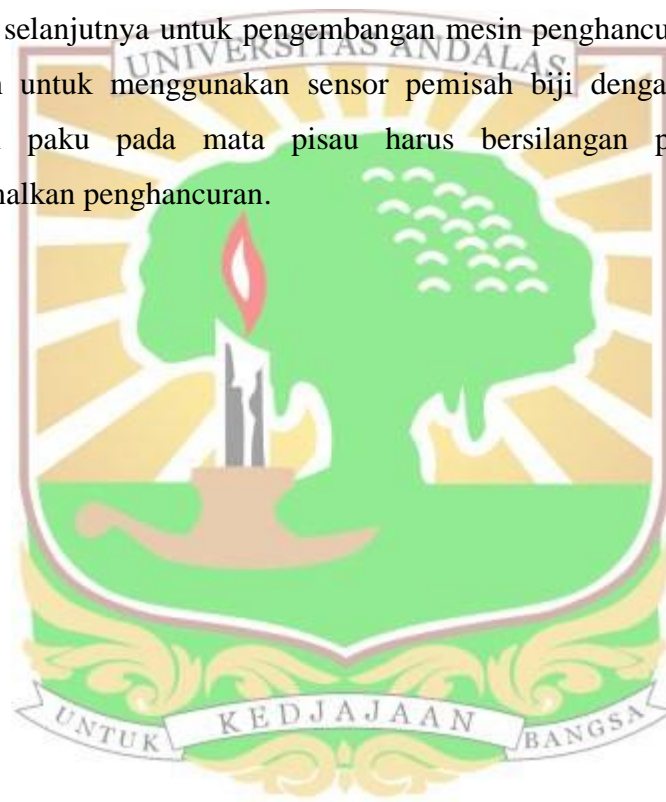 selanjutnya untuk pengembangan mesin penghancu
UNIVERSITAS ANDALAS
untuk menggunakan sensor pemisah biji denga
paku pada mata pisau harus bersilangan p
nalkan penghancuran.
UNTUK KEDJAJAAN BANGSA